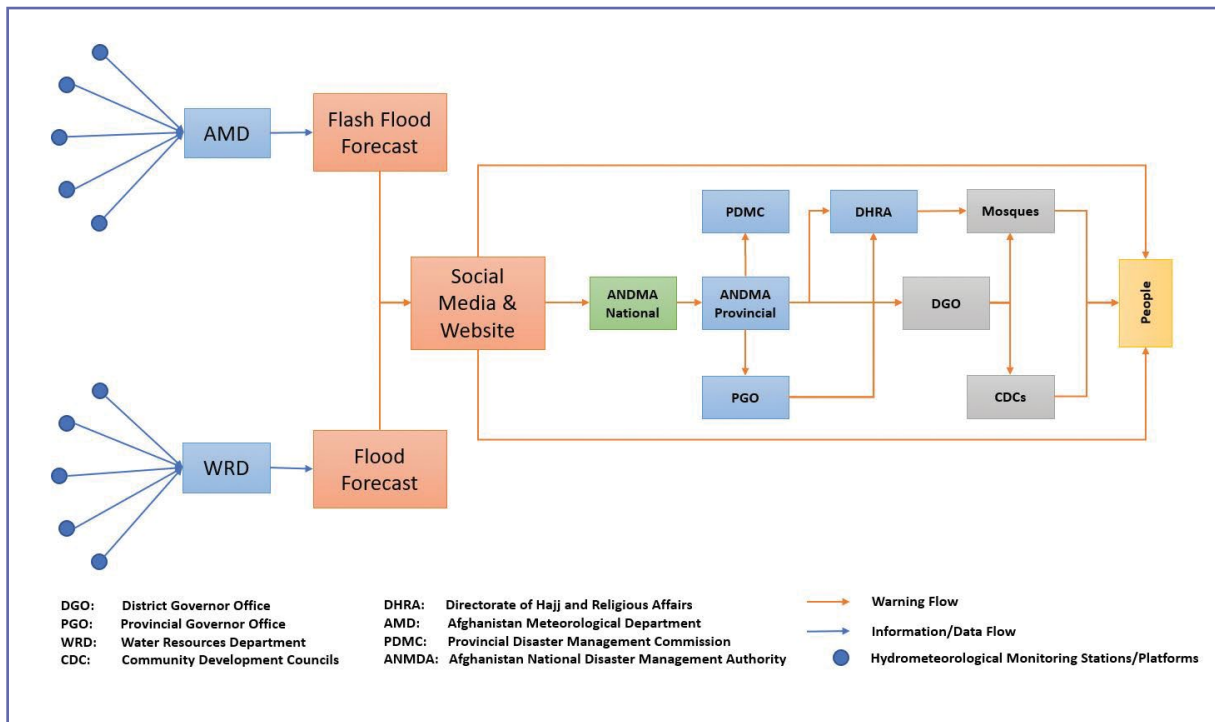 AMD
Flash Flood
Forecast
PDMC
DHRA
Mosques
Social
Media &
Website
ANDMA
National
ANDMA
Provincial
DGO
People
PGO
CDCs
WRD
Flood
Forecast
DGO: District Governor Office
PGO: Provincial Governor Office
WRD: Water Resources Department
CDC: Community Development Councils
DHRA: Directorate of Hajj and Religious Affairs
AMD: Afghanistan Meteorological Department
PDMC: Provincial Disaster Management Commission
ANMDA: Afghanistan National Disaster Management Authority
Warning Flow
Information/Data Flow
Hydrometeorological Monitoring Stations/Platforms